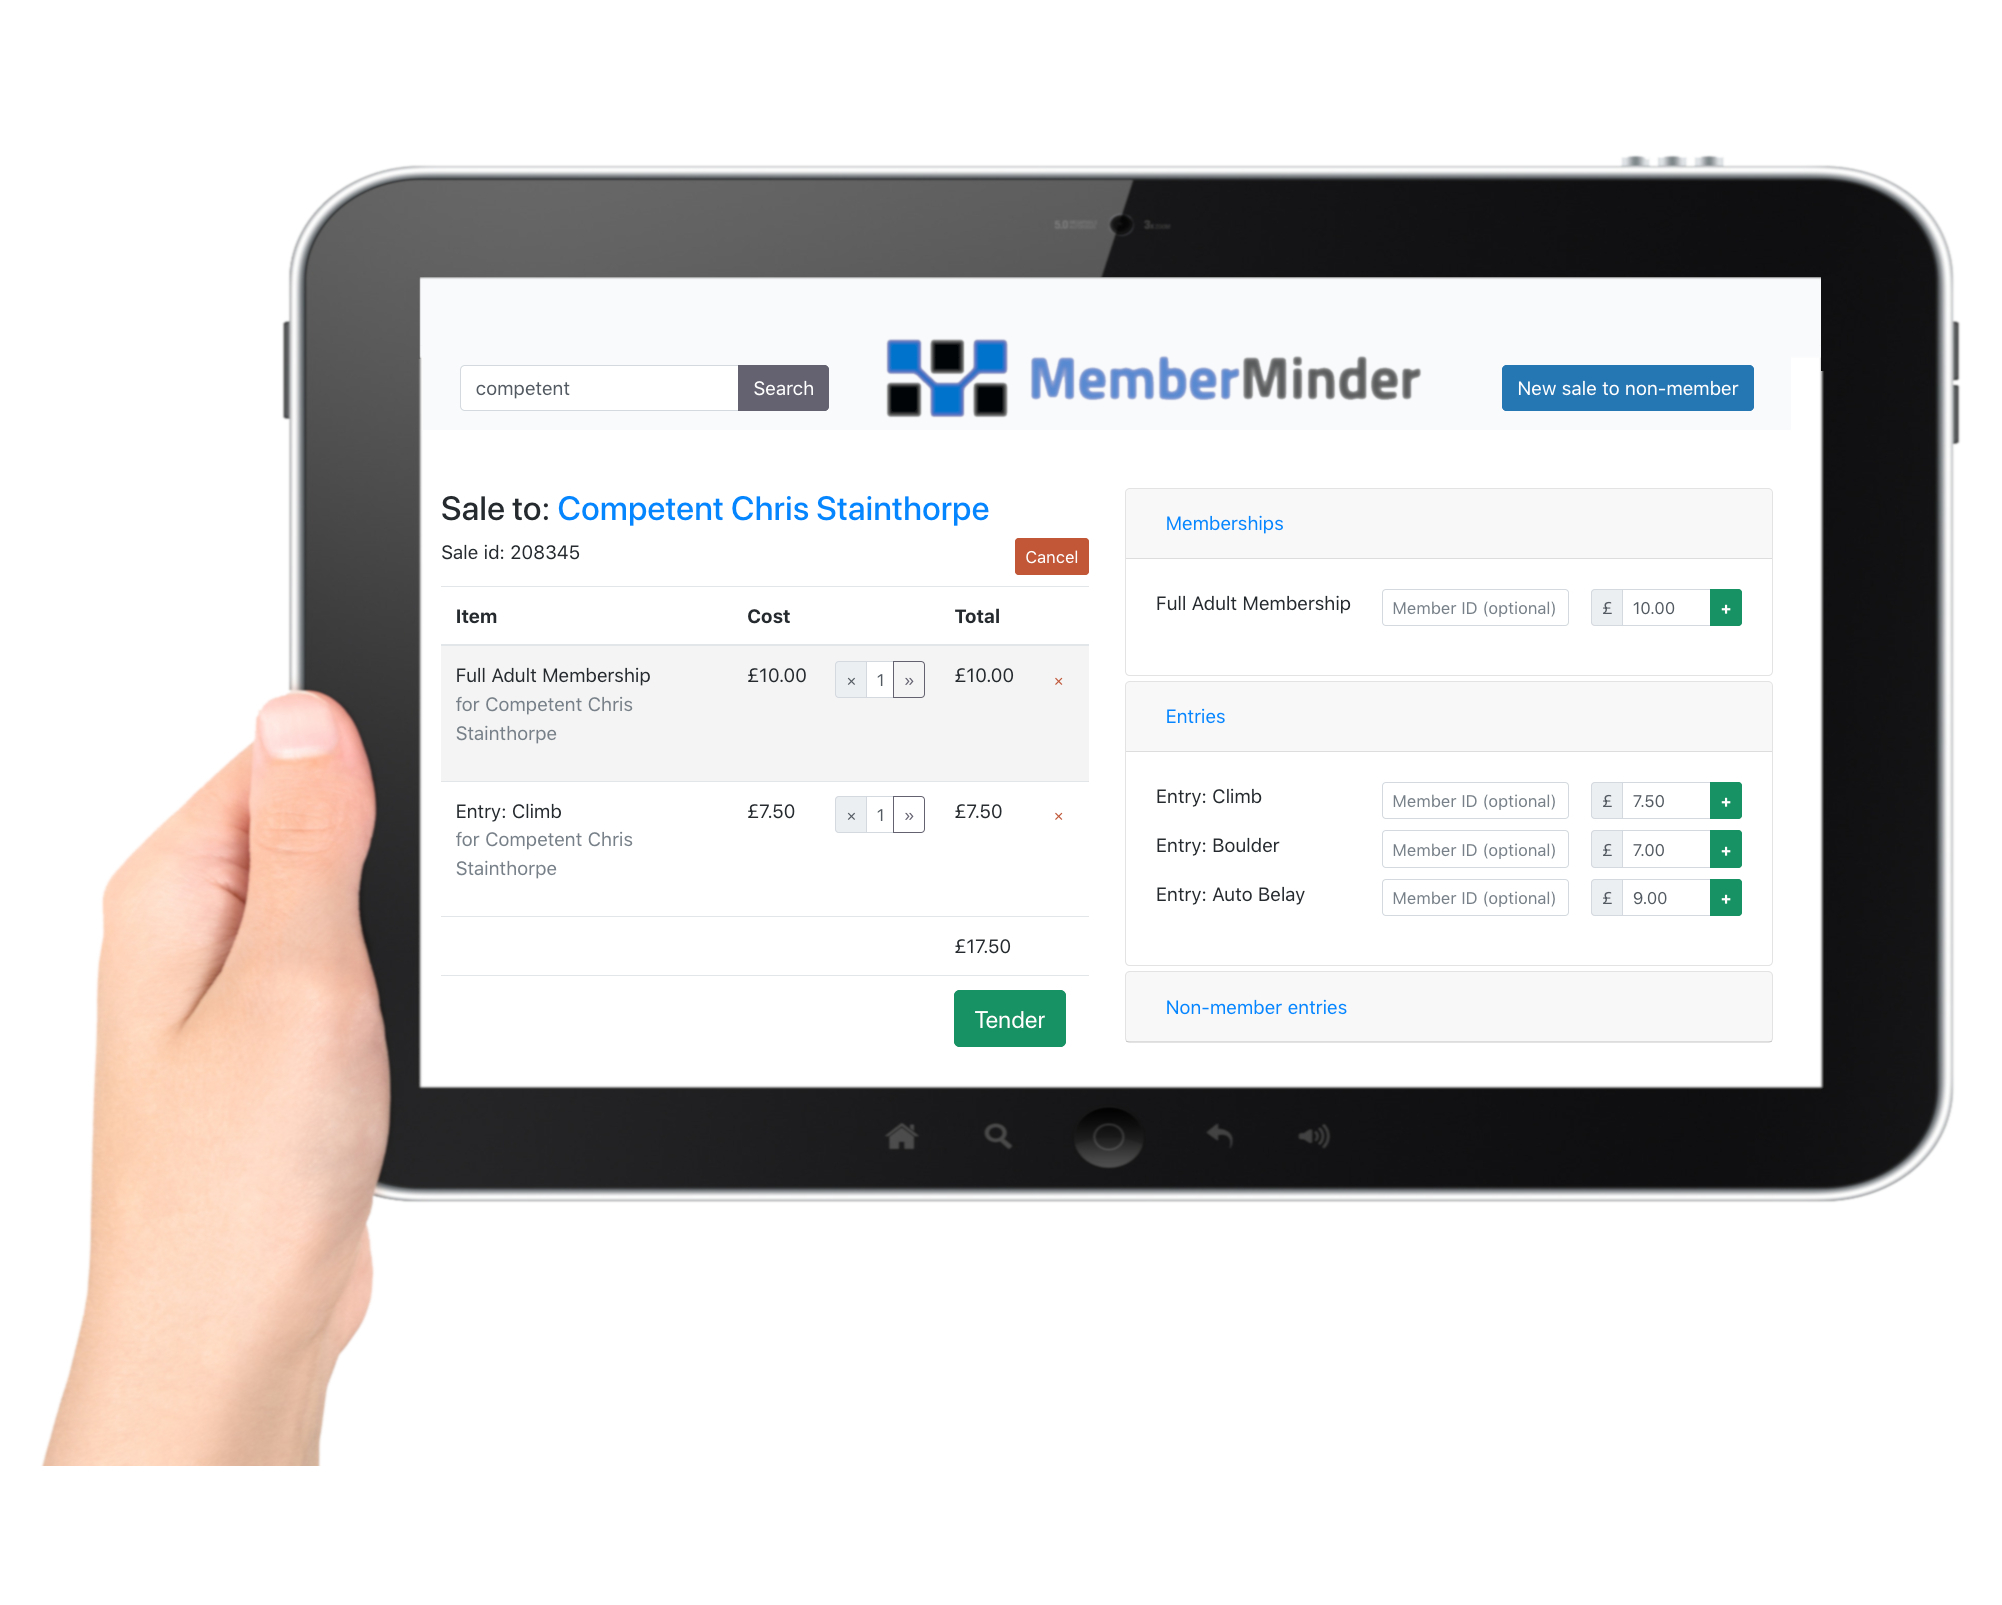 competent
Search
MemberMinder
New sale to non-member
Sale to: Competent Chris Stainthorpe
Sale id: 208345
Cancel
Item Cost Total
Full Adult Membership £10.00 × 1 » £10.00 ×
for Competent Chris
Stainthorpe
Entry: Climb £7.50 × 1 » £7.50 ×
for Competent Chris
Stainthorpe
£17.50
Tender
Memberships
Full Adult Membership Member ID (optional) £ 10.00 +
Entries
Entry: Climb Member ID (optional) £ 7.50 +
Entry: Boulder Member ID (optional) £ 7.00 +
Entry: Auto Belay Member ID (optional) £ 9.00 +
Non-member entries